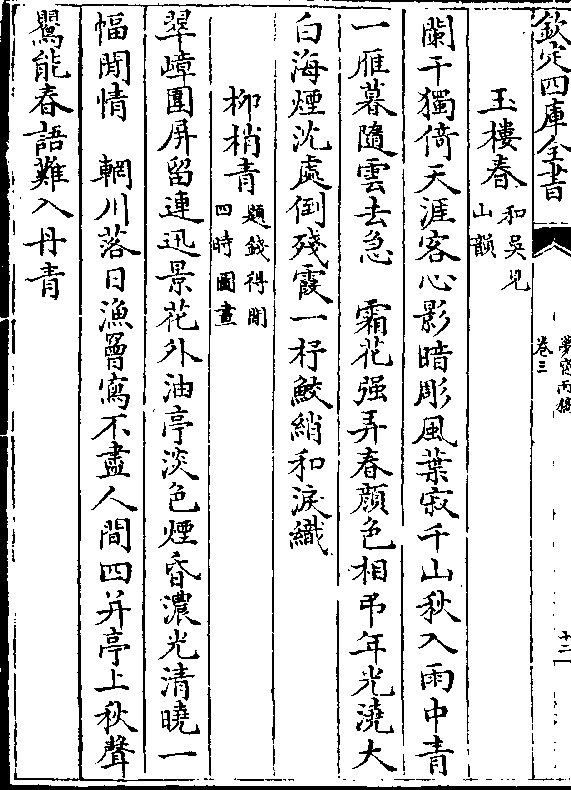 欽定四庫全書
夢窗丙稿
卷三
十二
玉樓春和吳見山韻
闌干獨倚天涯客心影暗彫風葉寂千山秋入雨中青
一雁暮隨雲去急　霜花强弄春顔色相弔年光澆大
白海煙沈處倒殘霞一杼鮫綃和淚織
柳梢青題錢得閒四時圖畫
翠嶂圍屏留連迅景花外油亭淡色煙昏濃光清曉一
幅閒情　輞川落日漁罾寫不盡人間四并亭上秋聲
鶯能春語難入丹青